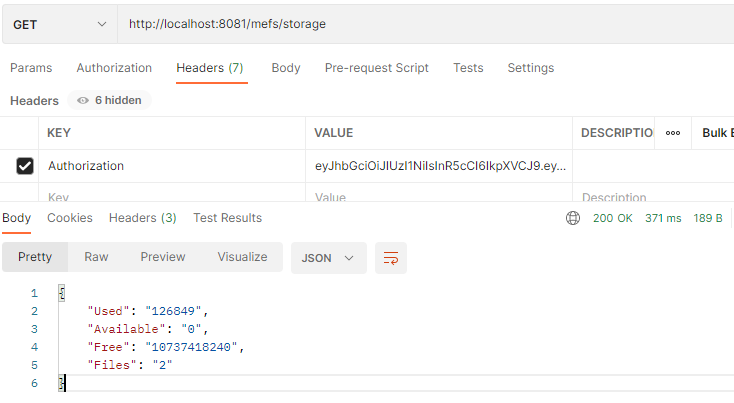 GET http://localhost:8081/mefs/storage
Params Authorization Headers (7) Body Pre-request Script Tests Settings
Headers 6 hidden
KEY VALUE DESCRIPTIO ••• Bulk E
Authorization eyJhbGciOiJIUzI1NiIsInR5cCI6IkpXVCJ9.ey...
Key Value Description
Body Cookies Headers (3) Test Results 200 OK 371 ms 189 B
Pretty Raw Preview Visualize JSON
1 {
2 "Used": "126849",
3 "Available": "0",
4 "Free": "10737418240",
5 "Files": "2"
6 }